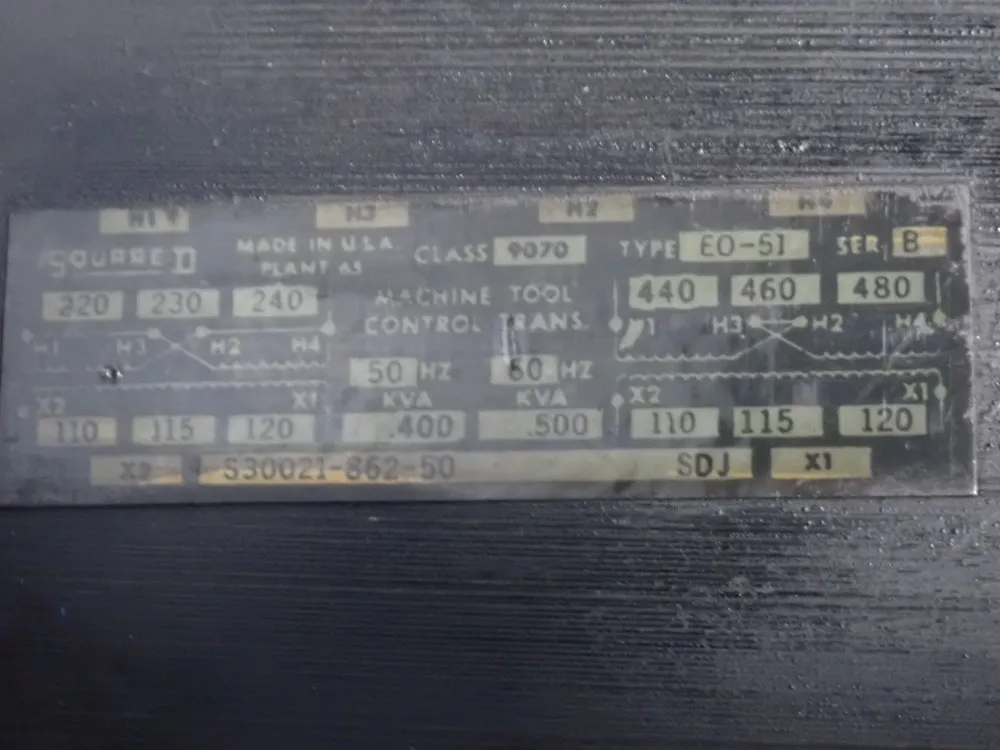 H1 H3 H2 H4
SQUARE D MADE IN U.S.A. CLASS 9070 TYPE EO-51 SER. B
PLANT 65
220 230 240 MACHINE TOOL 440 460 480
CONTROL TRANS.
H1 H3 H2 H4 H1 H3 H2 H4
50 HZ 60 HZ
X2 X1 KVA KVA X2 X1
110 115 120 .400 .500 110 115 120
X2 S30021-862-50 SDJ X1